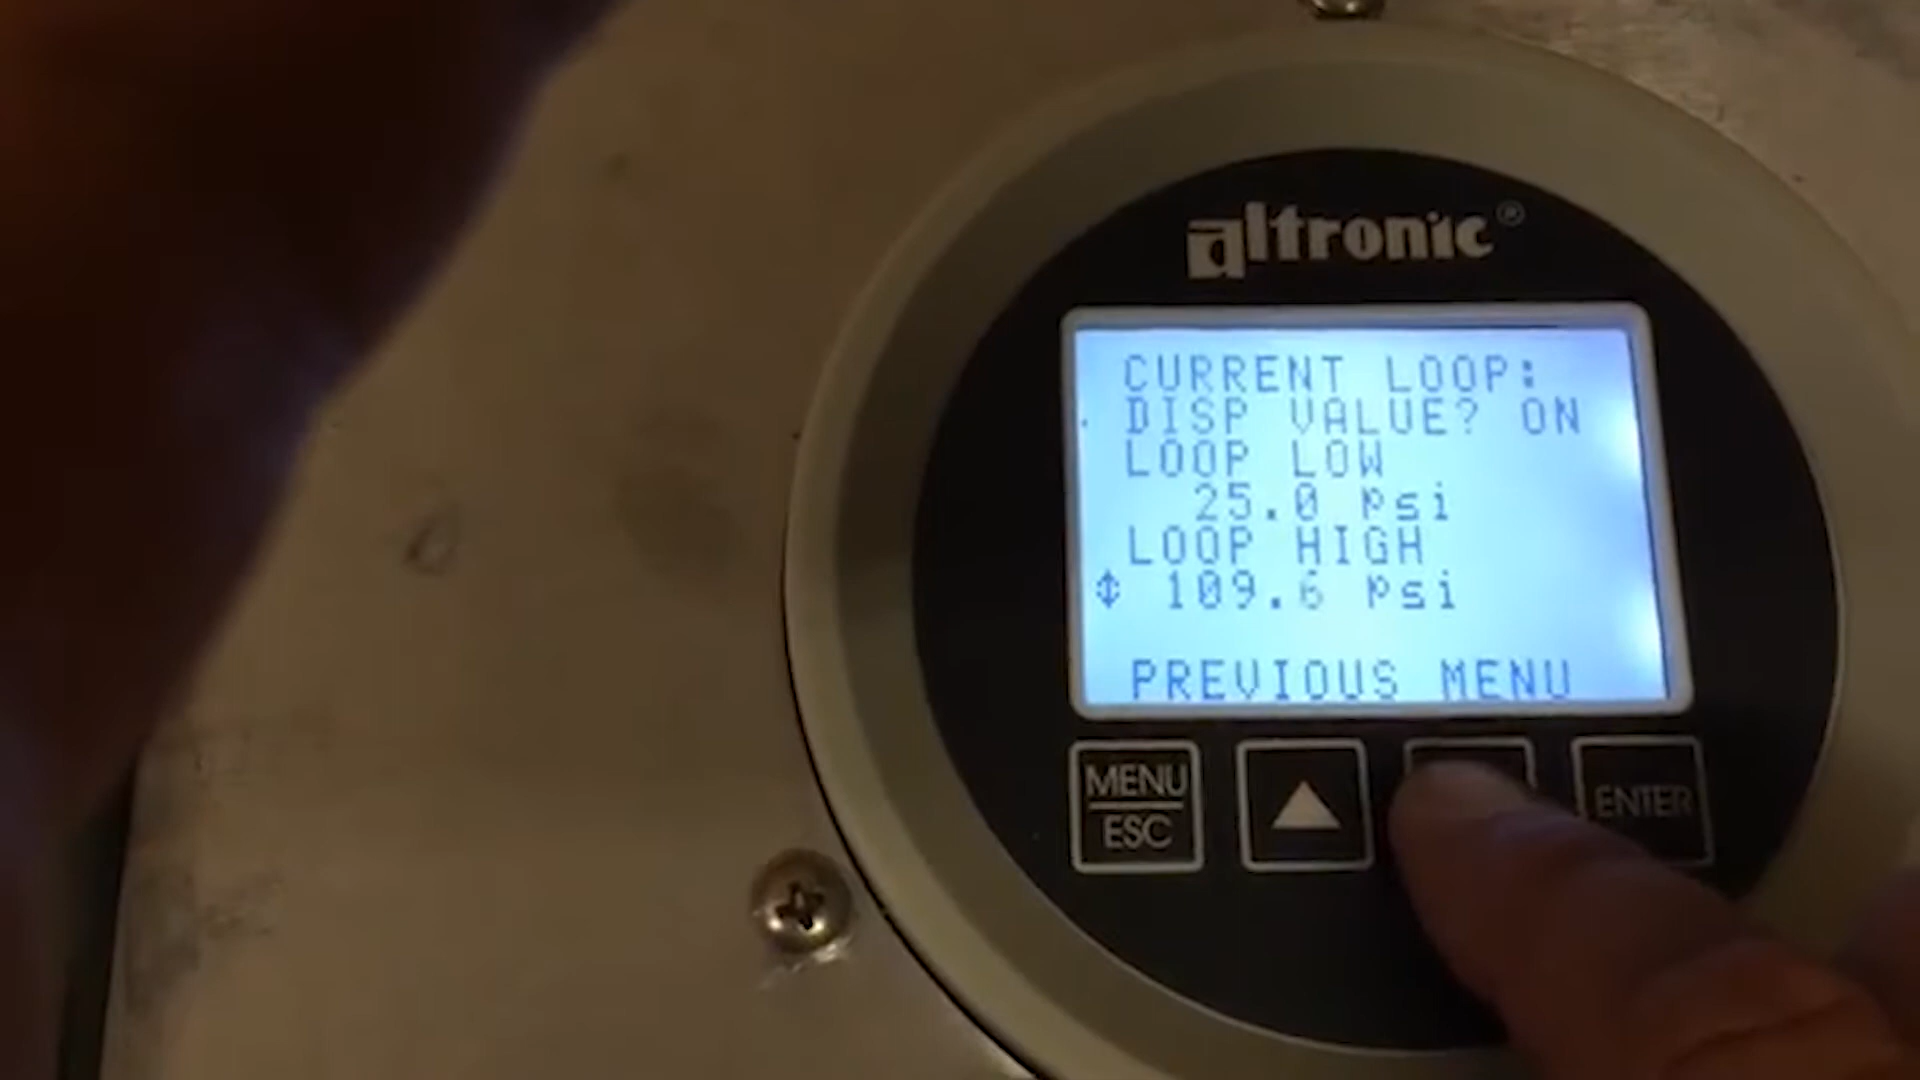 altronic®
CURRENT LOOP:
DISP VALUE? ON
LOOP LOW
25.0 psi
LOOP HIGH
109.6 psi
PREVIOUS MENU
MENU
ESC
ENTER